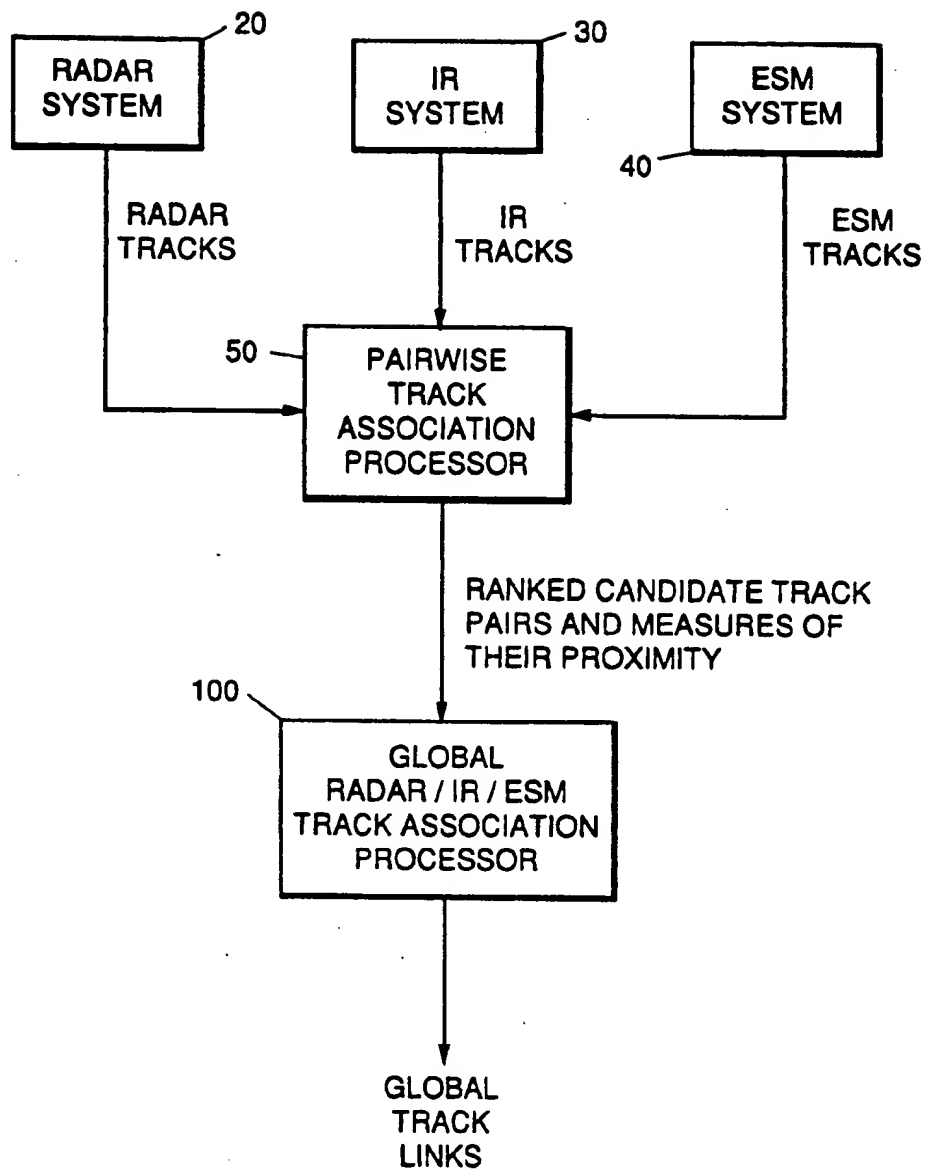 20
RADAR
SYSTEM
30
IR
SYSTEM
ESM
SYSTEM
40
RADAR
TRACKS
IR
TRACKS
ESM
TRACKS
50
PAIRWISE
TRACK
ASSOCIATION
PROCESSOR
RANKED CANDIDATE TRACK
PAIRS AND MEASURES OF
THEIR PROXIMITY
100
GLOBAL
RADAR / IR / ESM
TRACK ASSOCIATION
PROCESSOR
GLOBAL
TRACK
LINKS